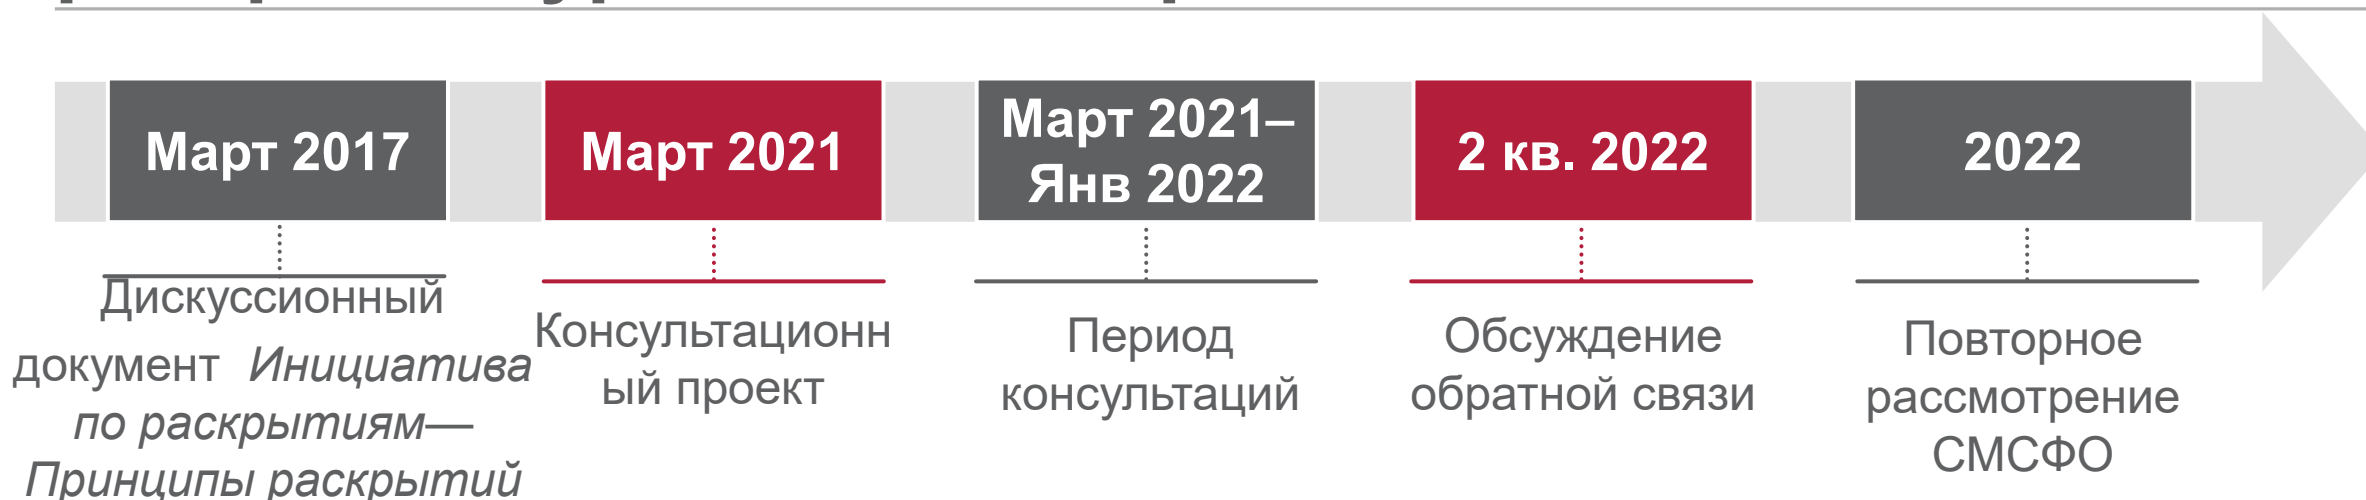 Март 2017
Март 2021
Март 2021–
Янв 2022
2 кв. 2022
2022
Дискуссионный
документ Инициатива
по раскрытиям—
Принципы раскрытий
Консультационн
ый проект
Период
консультаций
Обсуждение
обратной связи
Повторное
рассмотрение
СМСФО